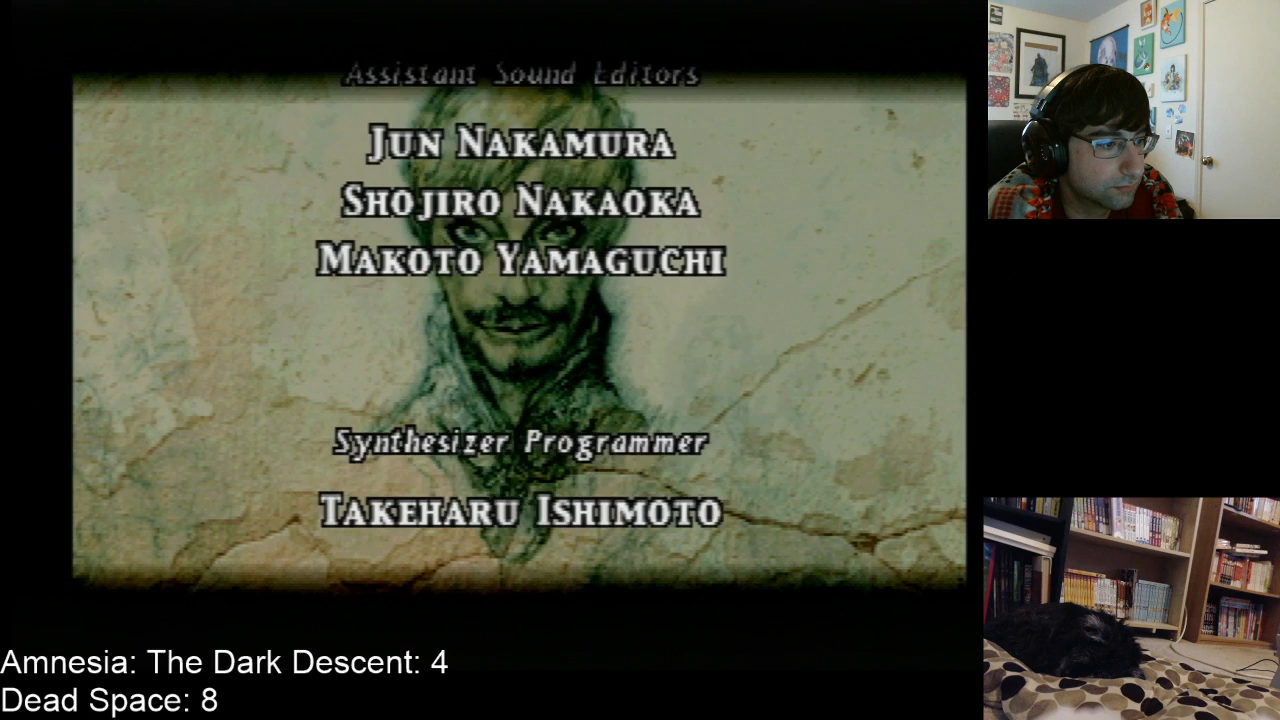 Assistant Sound Editors
Jun Nakamura
Shojiro Nakaoka
Makoto Yamaguchi
Synthesizer Programmer
Takeharu Ishimoto
Amnesia: The Dark Descent: 4
Dead Space: 8